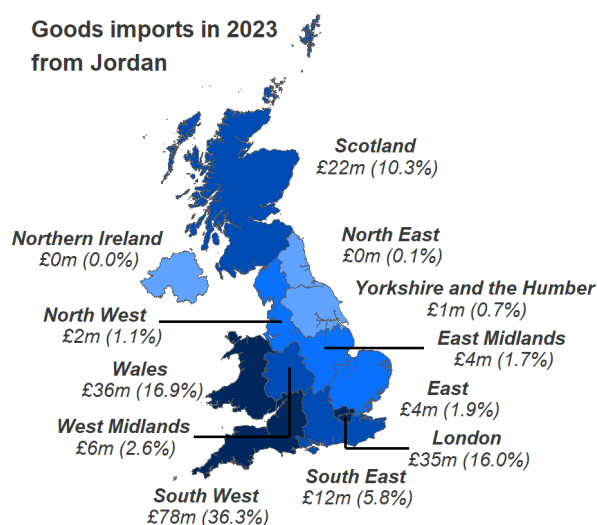 Goods imports in 2023
from Jordan
Scotland
£22m (10.3%)
Northern Ireland
£0m (0.0%)
North East
£0m (0.1%)
Yorkshire and the Humber
£1m (0.7%)
North West
£2m (1.1%)
East Midlands
£4m (1.7%)
Wales
£36m (16.9%)
East
£4m (1.9%)
West Midlands
£6m (2.6%)
London
£35m (16.0%)
South East
£12m (5.8%)
South West
£78m (36.3%)